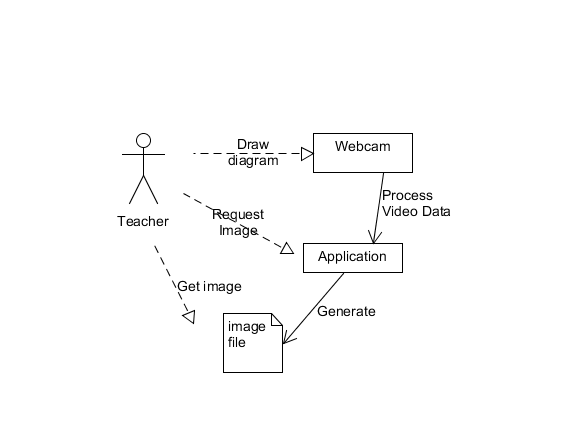 Draw
diagram
Webcam
Process
Video Data
Teacher
Request
Image
Application
Get image
Generate
image
file